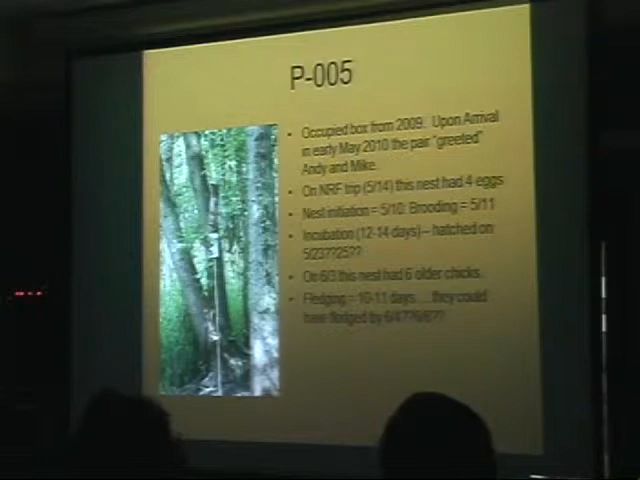 P-005
• Occupied box from 2009. Upon Arrival
in early May 2010 the pair "greeted"
Andy and Mike.
• On NRF trip (5/14) this nest had 4 eggs
• Nest initiation = 5/10: Brooding = 5/11
• Incubation (12-14 days) – hatched on
5/23??25??
• On 6/3 this nest had 6 older chicks.
• Fledging = 10-11 days.... they could
have fledged by 6/4??6/6??